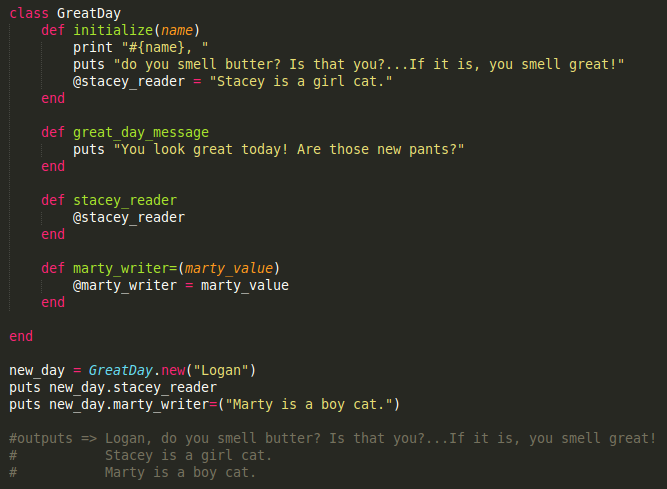 class GreatDay
    def initialize(name)
        print "#{name}, "
        puts "do you smell butter? Is that you?...If it is, you smell great!"
        @stacey_reader = "Stacey is a girl cat."
    end

    def great_day_message
        puts "You look great today! Are those new pants?"
    end

    def stacey_reader
        @stacey_reader
    end

    def marty_writer=(marty_value)
        @marty_writer = marty_value
    end

end

new_day = GreatDay.new("Logan")
puts new_day.stacey_reader
puts new_day.marty_writer=("Marty is a boy cat.")

#outputs => Logan, do you smell butter? Is that you?...If it is, you smell great!
#           Stacey is a girl cat.
#           Marty is a boy cat.